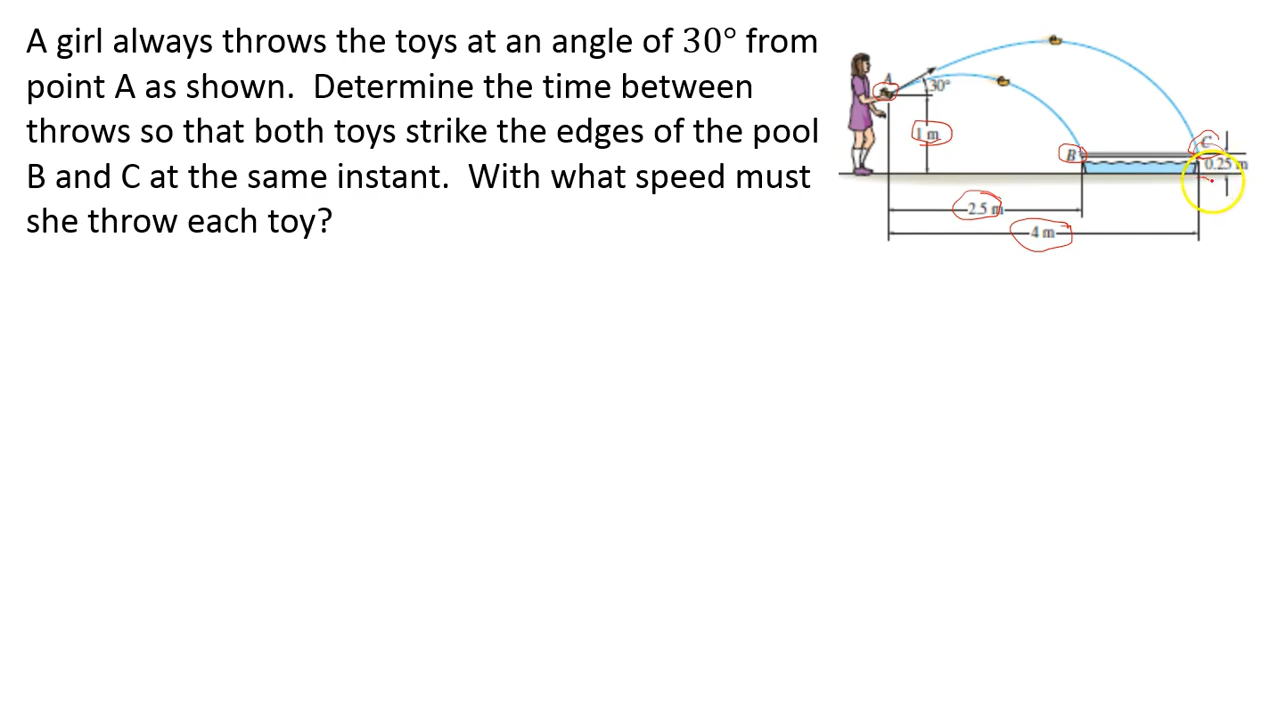 A girl always throws the toys at an angle of 30° from
point A as shown.  Determine the time between
throws so that both toys strike the edges of the pool
B and C at the same instant.  With what speed must
she throw each toy?
A
30°
1 m
B
C
0.25 m
2.5 m
4 m